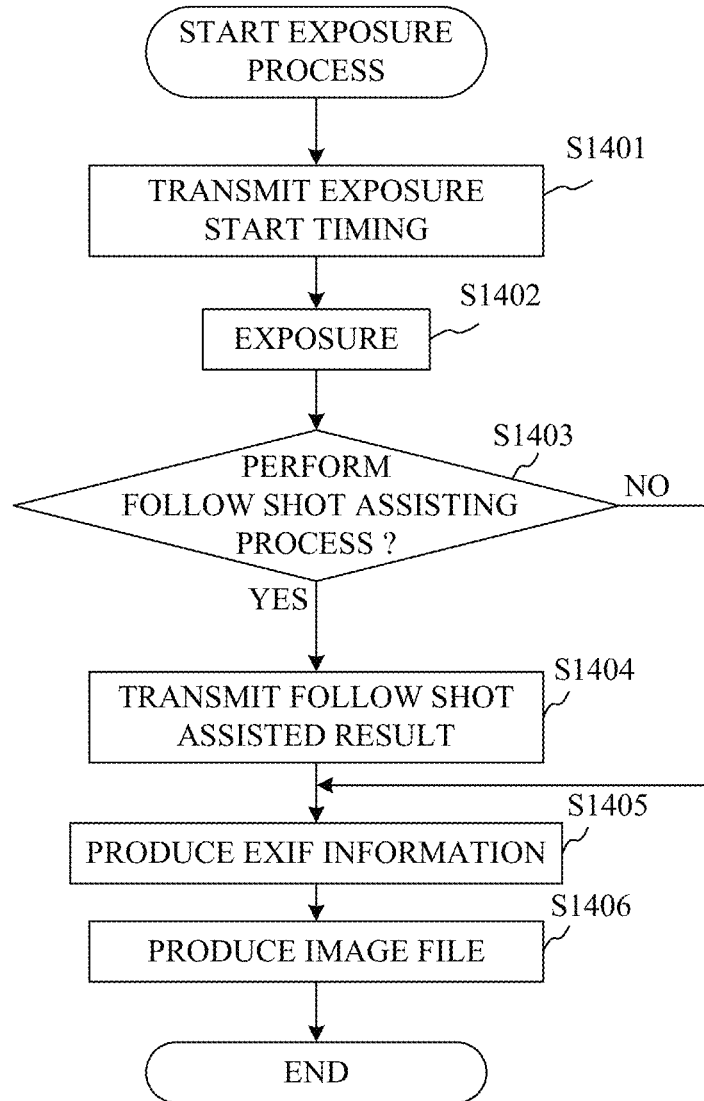 START EXPOSURE
PROCESS
S1401
TRANSMIT EXPOSURE
START TIMING
S1402
EXPOSURE
S1403
PERFORM
FOLLOW SHOT ASSISTING
PROCESS ?
NO
YES
S1404
TRANSMIT FOLLOW SHOT
ASSISTED RESULT
S1405
PRODUCE EXIF INFORMATION
S1406
PRODUCE IMAGE FILE
END